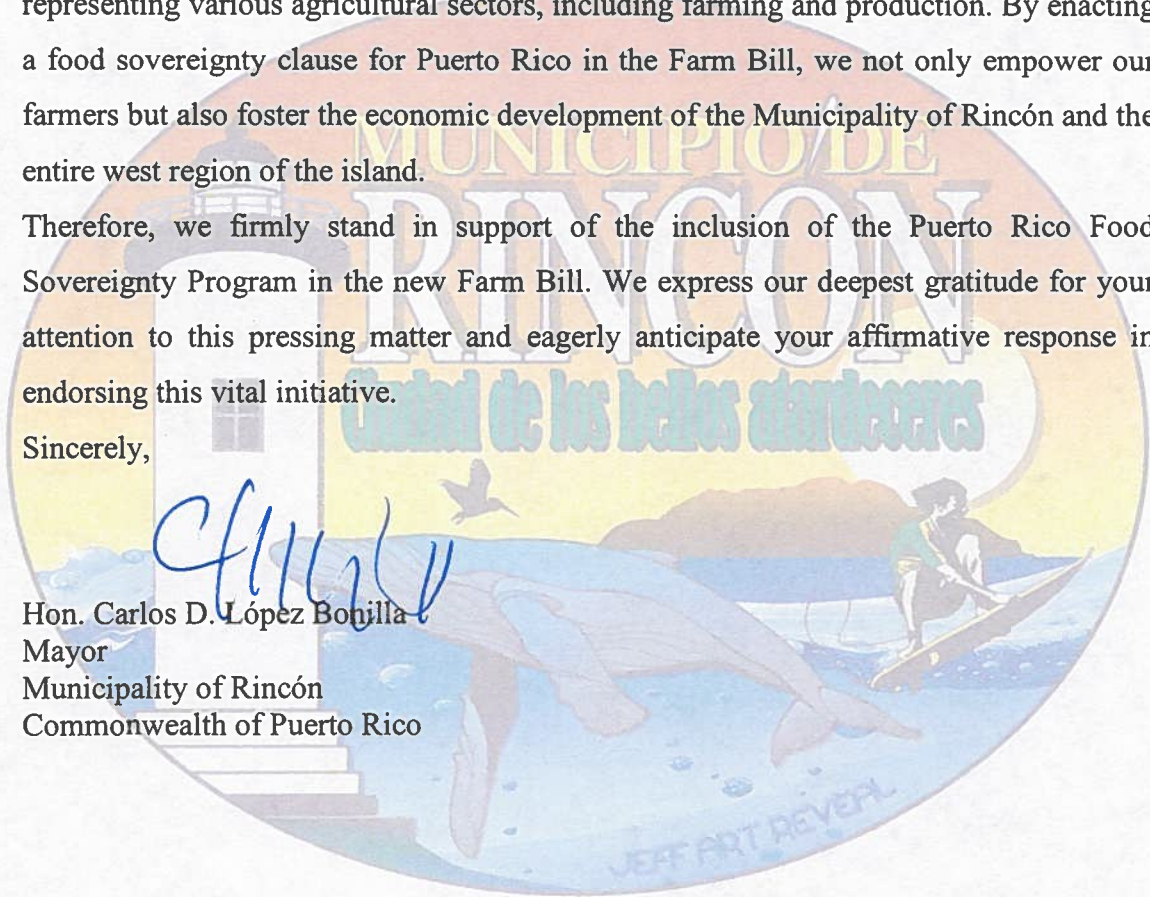 representing various agricultural sectors, including farming and production. By enacting
a food sovereignty clause for Puerto Rico in the Farm Bill, we not only empower our
farmers but also foster the economic development of the Municipality of Rincón and the
entire west region of the island.
Therefore, we firmly stand in support of the inclusion of the Puerto Rico Food
Sovereignty Program in the new Farm Bill. We express our deepest gratitude for your
attention to this pressing matter and eagerly anticipate your affirmative response in
endorsing this vital initiative.
Sincerely,
Hon. Carlos D. López Bonilla
Mayor
Municipality of Rincón
Commonwealth of Puerto Rico
MUNICIPIO DE
RINCON
Ciudad de los bellos atardeceres
JEFF ART REVERL